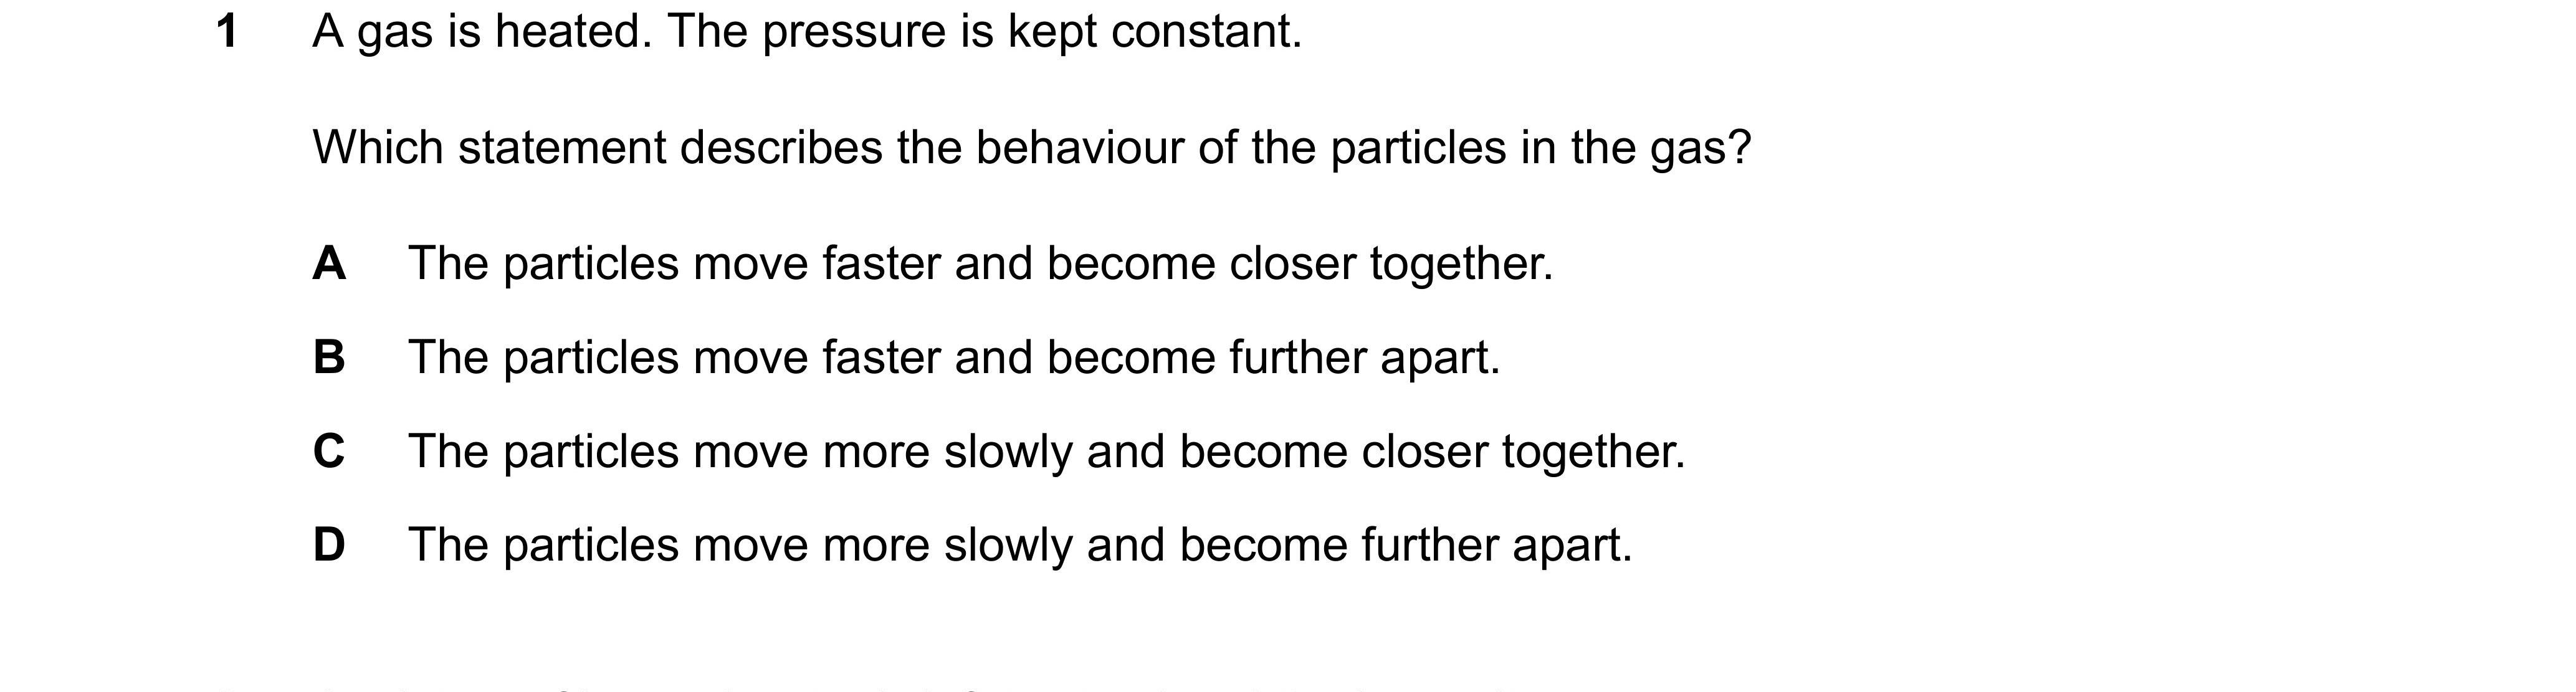 1 A gas is heated. The pressure is kept constant.
Which statement describes the behaviour of the particles in the gas?
A The particles move faster and become closer together.
B The particles move faster and become further apart.
C The particles move more slowly and become closer together.
D The particles move more slowly and become further apart.